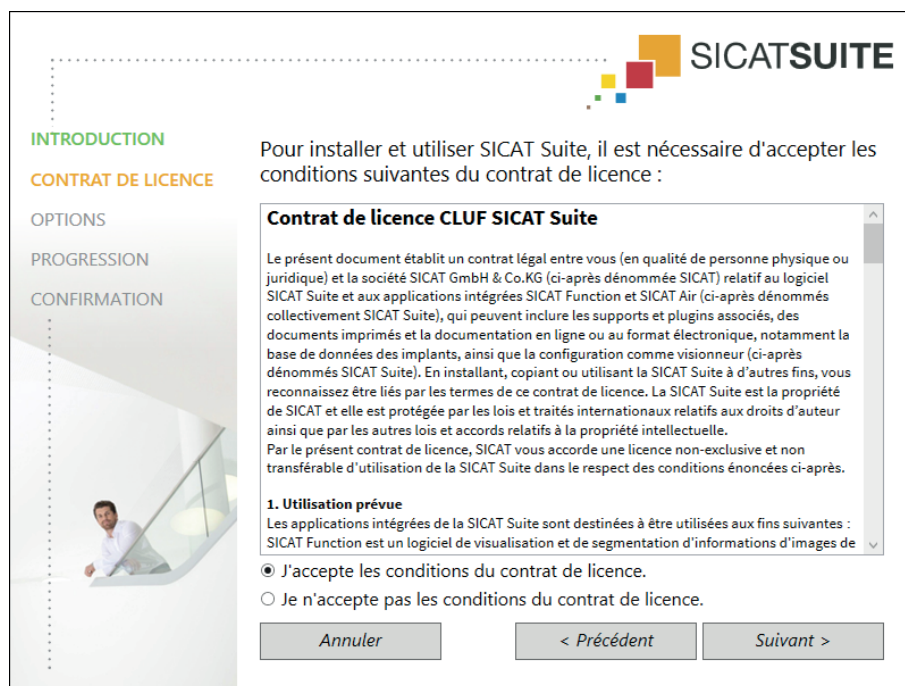 SICATSUITE
INTRODUCTION
CONTRAT DE LICENCE
OPTIONS
PROGRESSION
CONFIRMATION
Pour installer et utiliser SICAT Suite, il est nécessaire d'accepter les
conditions suivantes du contrat de licence :
Contrat de licence CLUF SICAT Suite
Le présent document établit un contrat légal entre vous (en qualité de personne physique ou
juridique) et la société SICAT GmbH & Co.KG (ci-après dénommée SICAT) relatif au logiciel
SICAT Suite et aux applications intégrées SICAT Function et SICAT Air (ci-après dénommés
collectivement SICAT Suite), qui peuvent inclure les supports et plugins associés, des
documents imprimés et la documentation en ligne ou au format électronique, notamment la
base de données des implants, ainsi que la configuration comme visionneur (ci-après
dénommés SICAT Suite). En installant, copiant ou utilisant la SICAT Suite à d'autres fins, vous
reconnaissez être liés par les termes de ce contrat de licence. La SICAT Suite est la propriété
de SICAT et elle est protégée par les lois et traités internationaux relatifs aux droits d'auteur
ainsi que par les autres lois et accords relatifs à la propriété intellectuelle.
Par le présent contrat de licence, SICAT vous accorde une licence non-exclusive et non
transférable d'utilisation de la SICAT Suite dans le respect des conditions énoncées ci-après.
1. Utilisation prévue
Les applications intégrées de la SICAT Suite sont destinées à être utilisées aux fins suivantes :
SICAT Function est un logiciel de visualisation et de segmentation d'informations d'images de
J'accepte les conditions du contrat de licence.
Je n'accepte pas les conditions du contrat de licence.
Annuler
< Précédent
Suivant >